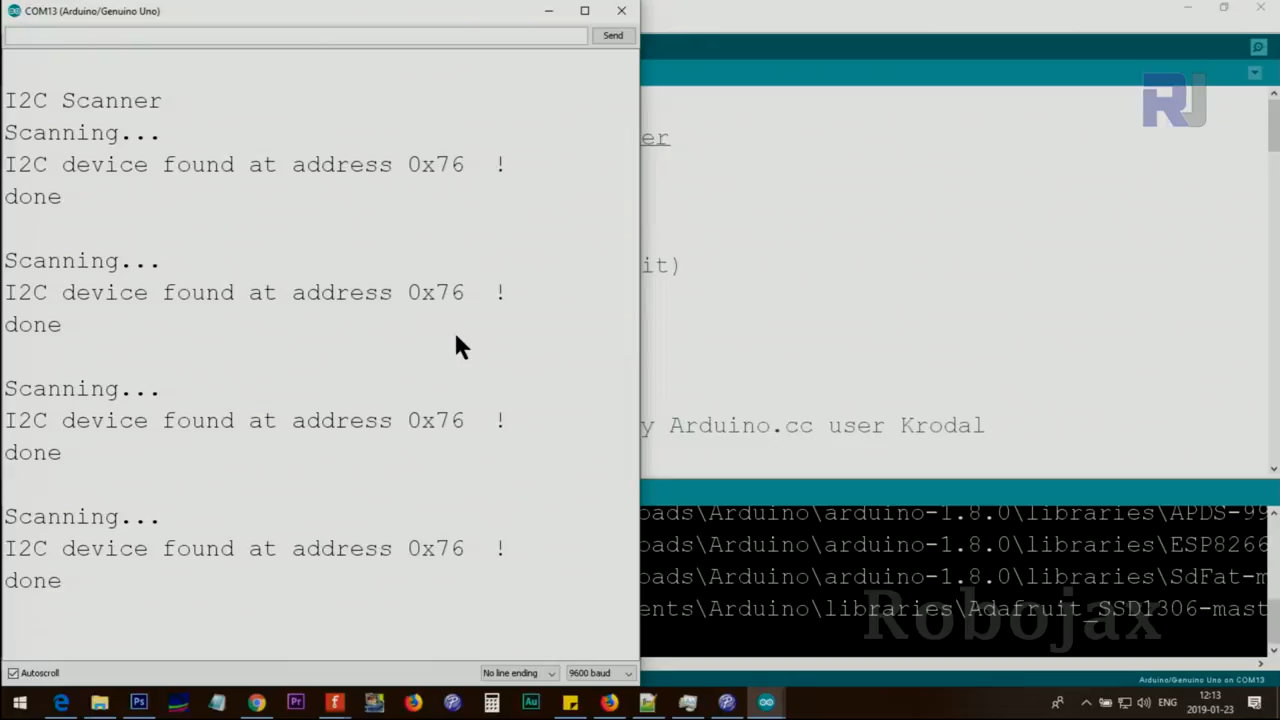 COM13 (Arduino/Genuino Uno)
Send
I2C Scanner
Scanning...
I2C device found at address 0x76  !
done
Scanning...
I2C device found at address 0x76  !
done
Scanning...
I2C device found at address 0x76  !
done
Scanning...
I2C device found at address 0x76  !
done
Autoscroll
No line ending
9600 baud
RJ
er
it)
y Arduino.cc user Krodal
oads\Arduino\arduino-1.8.0\libraries\APDS-99
oads\Arduino\arduino-1.8.0\libraries\ESP8266
oads\Arduino\arduino-1.8.0\libraries\SdFat-m
ents\Arduino\libraries\Adafruit_SSD1306-mast
Robojax
Arduino/Genuino Uno on COM13
Ps
Pr
f
Au
ENG
12:13
2019-01-23